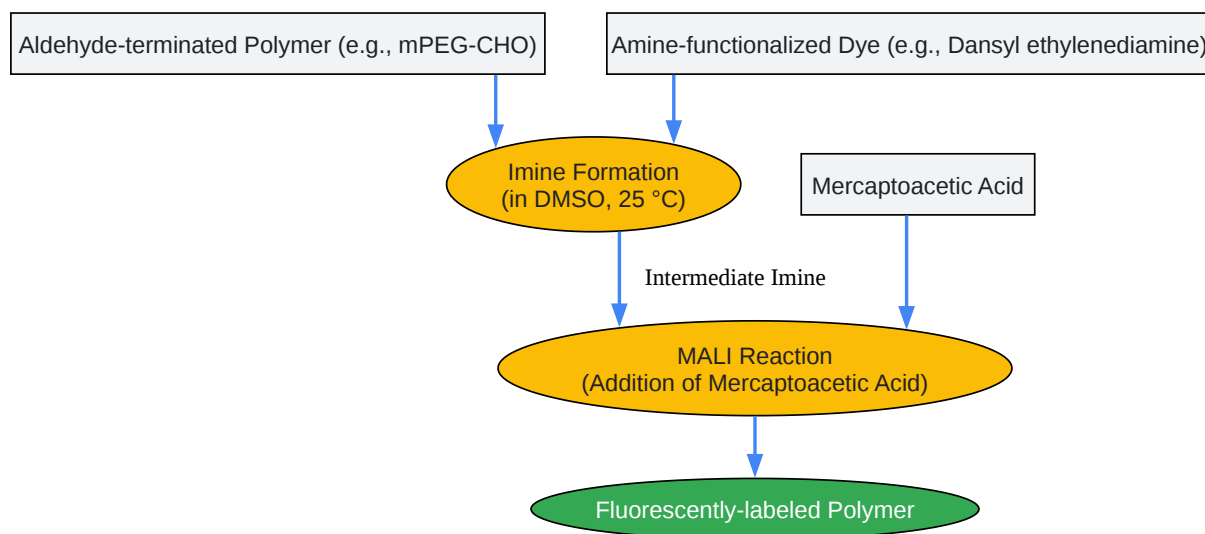 Aldehyde-terminated Polymer (e.g., mPEG-CHO)
Amine-functionalized Dye (e.g., Dansyl ethylenediamine)
Imine Formation
(in DMSO, 25 °C)
Mercaptoacetic Acid
Intermediate Imine
MALI Reaction
(Addition of Mercaptoacetic Acid)
Fluorescently-labeled Polymer